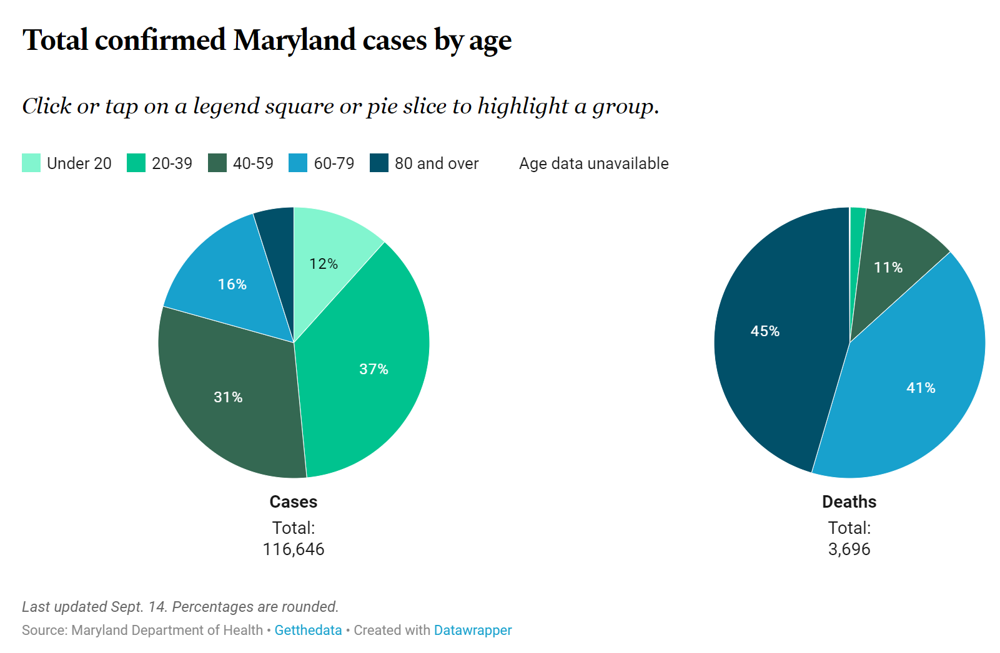 Total confirmed Maryland cases by age
Click or tap on a legend square or pie slice to highlight a group.
Under 20 20-39 40-59 60-79 80 and over Age data unavailable
12%
37%
31%
16%
Cases
Total:
116,646
11%
41%
45%
Deaths
Total:
3,696
Last updated Sept. 14. Percentages are rounded.
Source: Maryland Department of Health • Getthedata • Created with Datawrapper